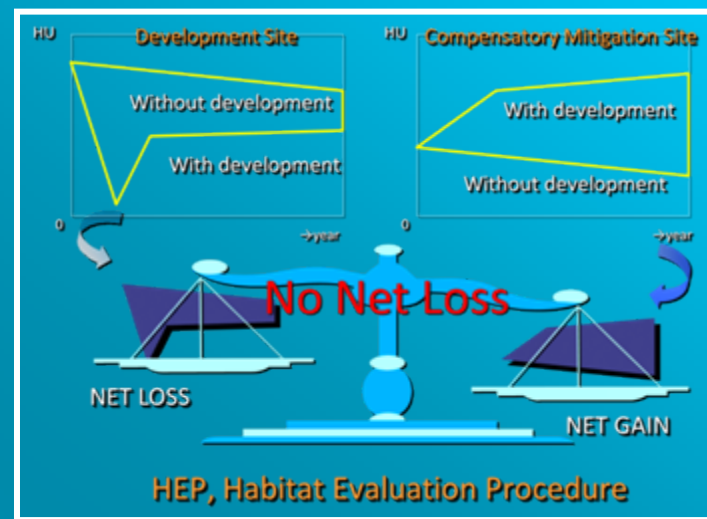 HU
Development Site
Without development
With development
0
→year
HU
Compensatory Mitigation Site
With development
Without development
→year
0
No Net Loss
NET LOSS
NET GAIN
HEP, Habitat Evaluation Procedure